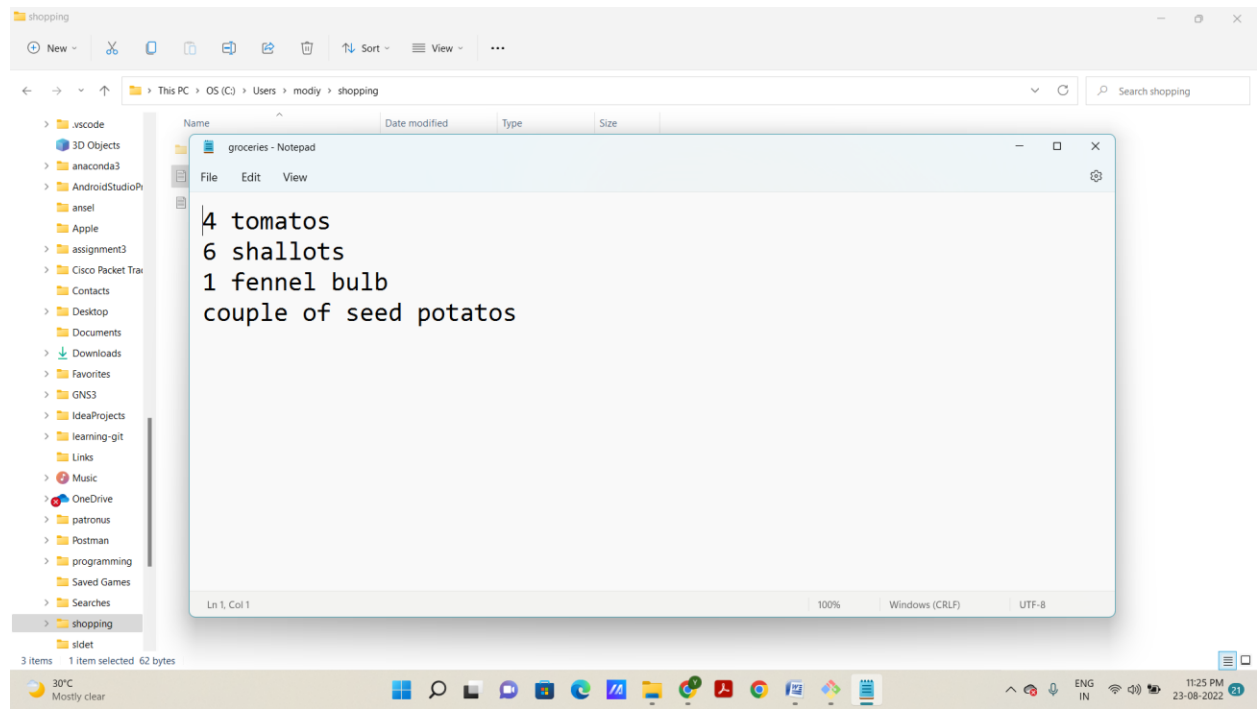 shopping
New Sort View
This PC > OS (C:) > Users > modiy > shopping Search shopping
Name Date modified Type Size
.vscode
3D Objects
anaconda3
AndroidStudioPr
ansel
Apple
assignment3
Cisco Packet Trac
Contacts
Desktop
Documents
Downloads
Favorites
GNS3
IdeaProjects
learning-git
Links
Music
OneDrive
patronus
Postman
programming
Saved Games
Searches
shopping
sldet
groceries - Notepad
File Edit View
4 tomatos
6 shallots
1 fennel bulb
couple of seed potatos
Ln 1, Col 1 100% Windows (CRLF) UTF-8
3 items 1 item selected 62 bytes
30°C
Mostly clear
ENG
IN
11:25 PM
23-08-2022
21